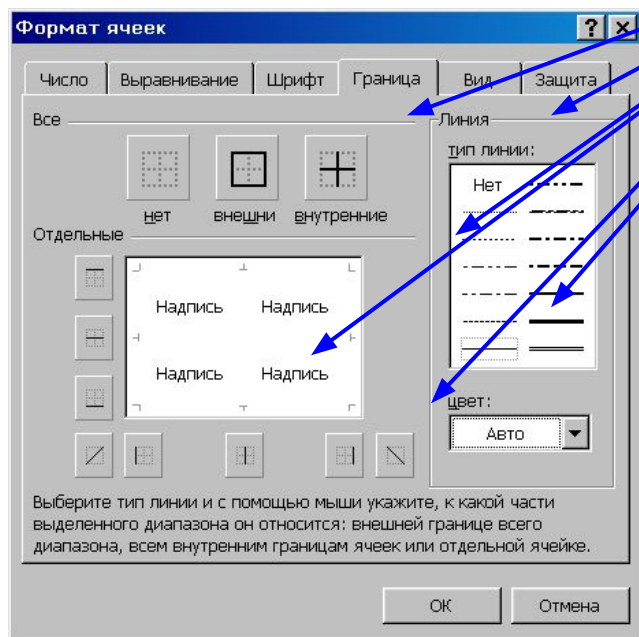 Формат ячеек
Число Выравнивание Шрифт Граница Вид Защита
Все
нет внешни внутренние
Отдельные
Надпись Надпись
Надпись Надпись
Линия
тип линии:
Нет
цвет:
Авто
Выберите тип линии и с помощью мыши укажите, к какой части
выделенного диапазона он относится: внешней границе всего
диапазона, всем внутренним границам ячеек или отдельной ячейке.
ОК Отмена